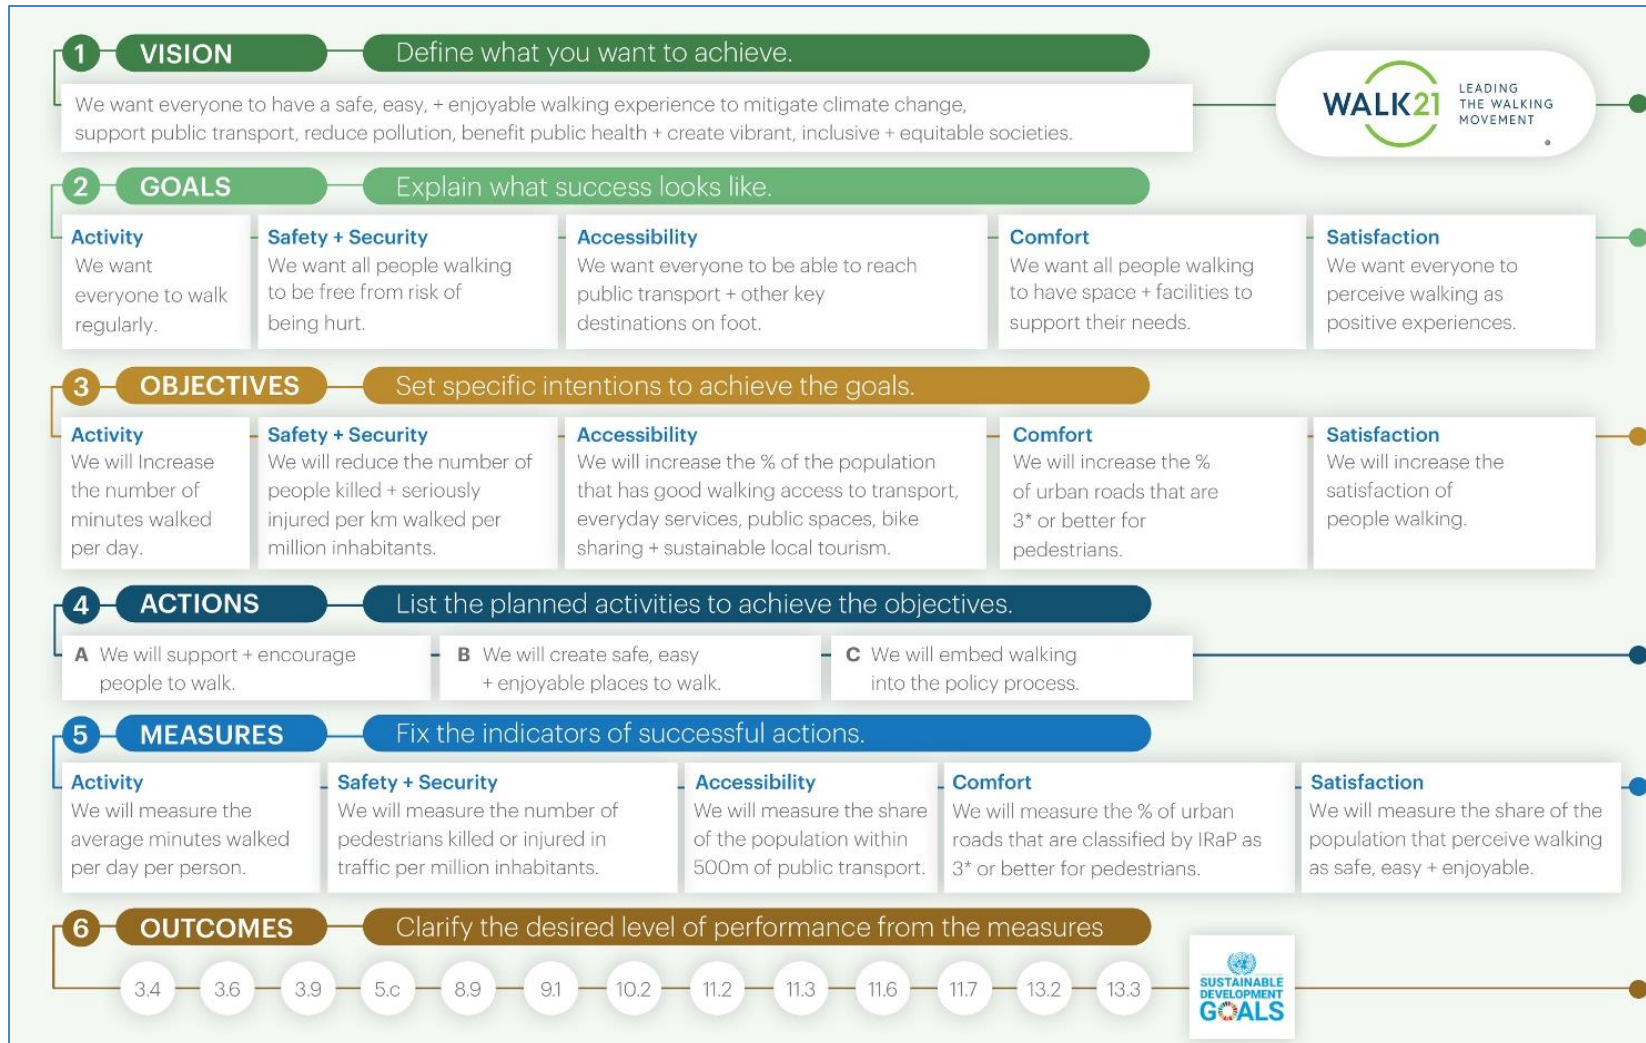 1 VISION Define what you want to achieve.
We want everyone to have a safe, easy, + enjoyable walking experience to mitigate climate change,
support public transport, reduce pollution, benefit public health + create vibrant, inclusive + equitable societies.
WALK21
LEADING
THE WALKING
MOVEMENT
2 GOALS Explain what success looks like.
Activity
We want
everyone to walk
regularly.
Safety + Security
We want all people walking
to be free from risk of
being hurt.
Accessibility
We want everyone to be able to reach
public transport + other key
destinations on foot.
Comfort
We want all people walking
to have space + facilities to
support their needs.
Satisfaction
We want everyone to
perceive walking as
positive experiences.
3 OBJECTIVES Set specific intentions to achieve the goals.
Activity
We will Increase
the number of
minutes walked
per day.
Safety + Security
We will reduce the number of
people killed + seriously
injured per km walked per
million inhabitants.
Accessibility
We will increase the % of the population
that has good walking access to transport,
everyday services, public spaces, bike
sharing + sustainable local tourism.
Comfort
We will increase the %
of urban roads that are
3* or better for
pedestrians.
Satisfaction
We will increase the
satisfaction of
people walking.
4 ACTIONS List the planned activities to achieve the objectives.
A We will support + encourage
people to walk.
B We will create safe, easy
+ enjoyable places to walk.
C We will embed walking
into the policy process.
5 MEASURES Fix the indicators of successful actions.
Activity
We will measure the
average minutes walked
per day per person.
Safety + Security
We will measure the number of
pedestrians killed or injured in
traffic per million inhabitants.
Accessibility
We will measure the share
of the population within
500m of public transport.
Comfort
We will measure the % of urban
roads that are classified by IRaP as
3* or better for pedestrians.
Satisfaction
We will measure the share of the
population that perceive walking
as safe, easy + enjoyable.
6 OUTCOMES Clarify the desired level of performance from the measures
3.4 3.6 3.9 5.c 8.9 9.1 10.2 11.2 11.3 11.6 11.7 13.2 13.3
SUSTAINABLE
DEVELOPMENT
GOALS